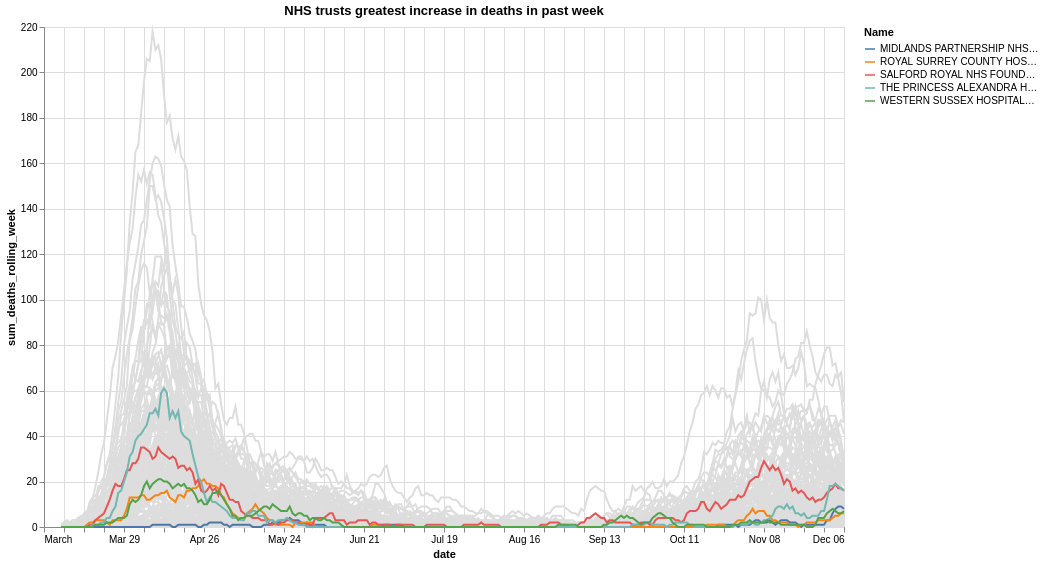 NHS trusts greatest increase in deaths in past week
Name
MIDLANDS PARTNERSHIP NHS…
ROYAL SURREY COUNTY HOS…
SALFORD ROYAL NHS FOUND…
THE PRINCESS ALEXANDRA H…
WESTERN SUSSEX HOSPITAL…
sum_deaths_rolling_week
220
200
180
160
140
120
100
80
60
40
20
0
March Mar 29 Apr 26 May 24 Jun 21 Jul 19 Aug 16 Sep 13 Oct 11 Nov 08 Dec 06
date